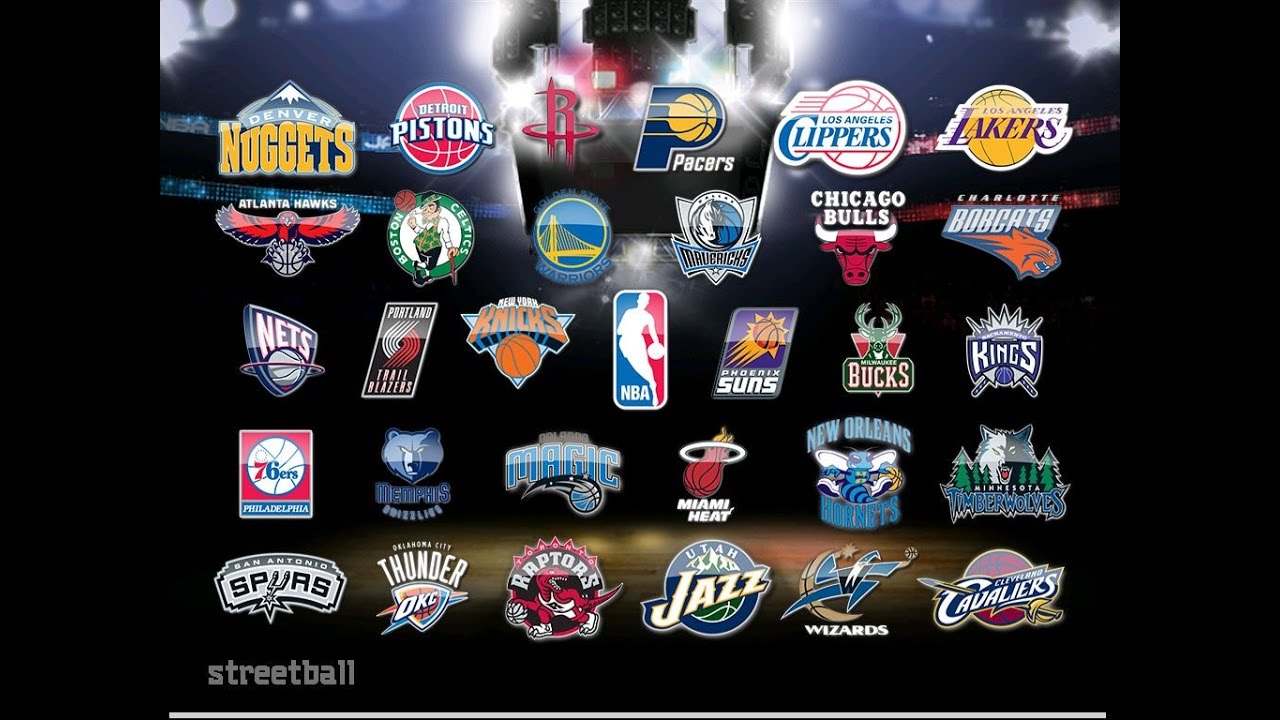 DENVER
NUGGETS
DETROIT
PISTONS
R
Pacers
LOS ANGELES
CLIPPERS
LOS ANGELES
LAKERS
ATLANTA HAWKS
BOSTON
CELTICS
GOLDEN STATE
WARRIORS
MAVERICKS
CHICAGO
BULLS
CHARLOTTE
BOBCATS
NETS
PORTLAND
TRAIL
BLAZERS
NEW YORK
KNICKS
NBA
PHOENIX
SUNS
MILWAUKEE
BUCKS
SACRAMENTO
KINGS
76ers
PHILADELPHIA
MEMPHIS
GRIZZLIES
ORLANDO
MAGIC
MIAMI
HEAT
NEW ORLEANS
HORNETS
MINNESOTA
TIMBERWOLVES
SAN ANTONIO
SPURS
OKLAHOMA CITY
THUNDER
OKC
TORONTO
RAPTORS
UTAH
JAZZ
W
WIZARDS
CLEVELAND
CAVALIERS
streetball